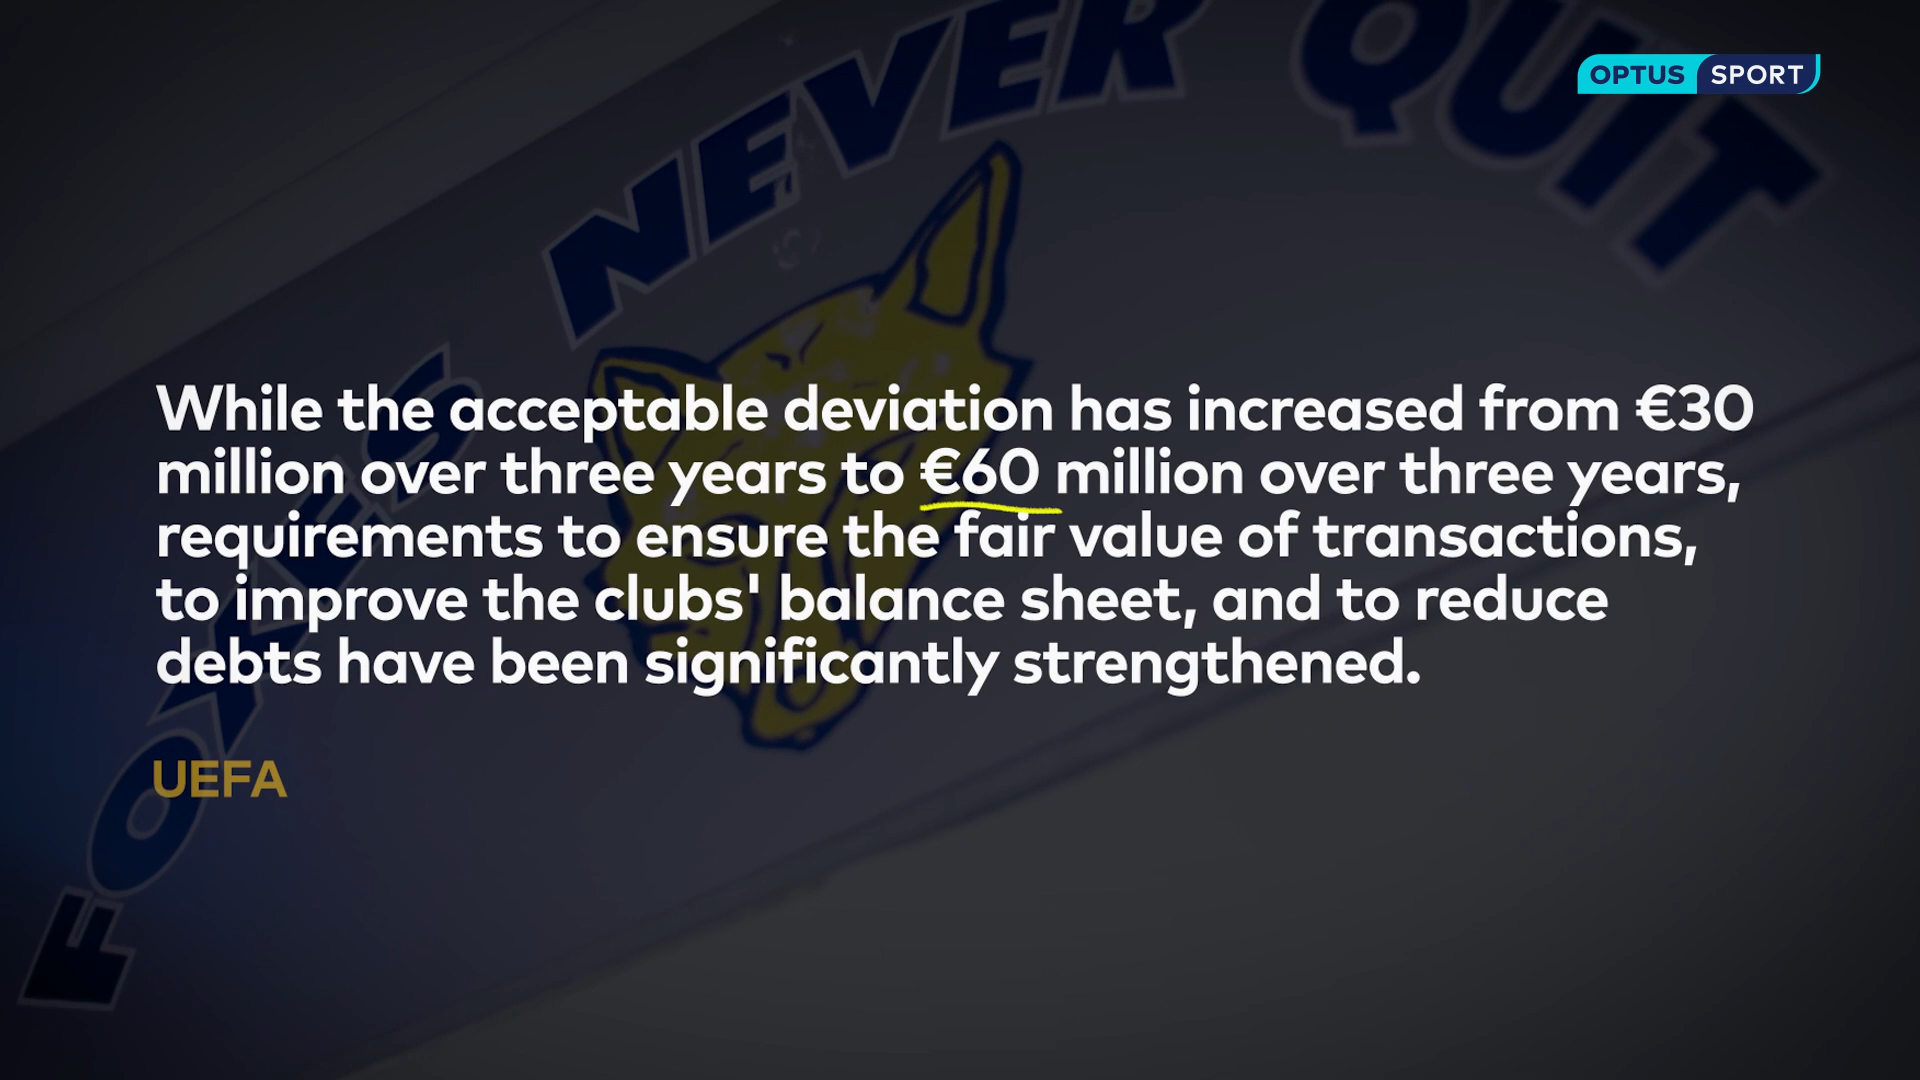 FOXES NEVER QUIT
OPTUS SPORT
While the acceptable deviation has increased from €30
million over three years to €60 million over three years,
requirements to ensure the fair value of transactions,
to improve the clubs' balance sheet, and to reduce
debts have been significantly strengthened.
UEFA